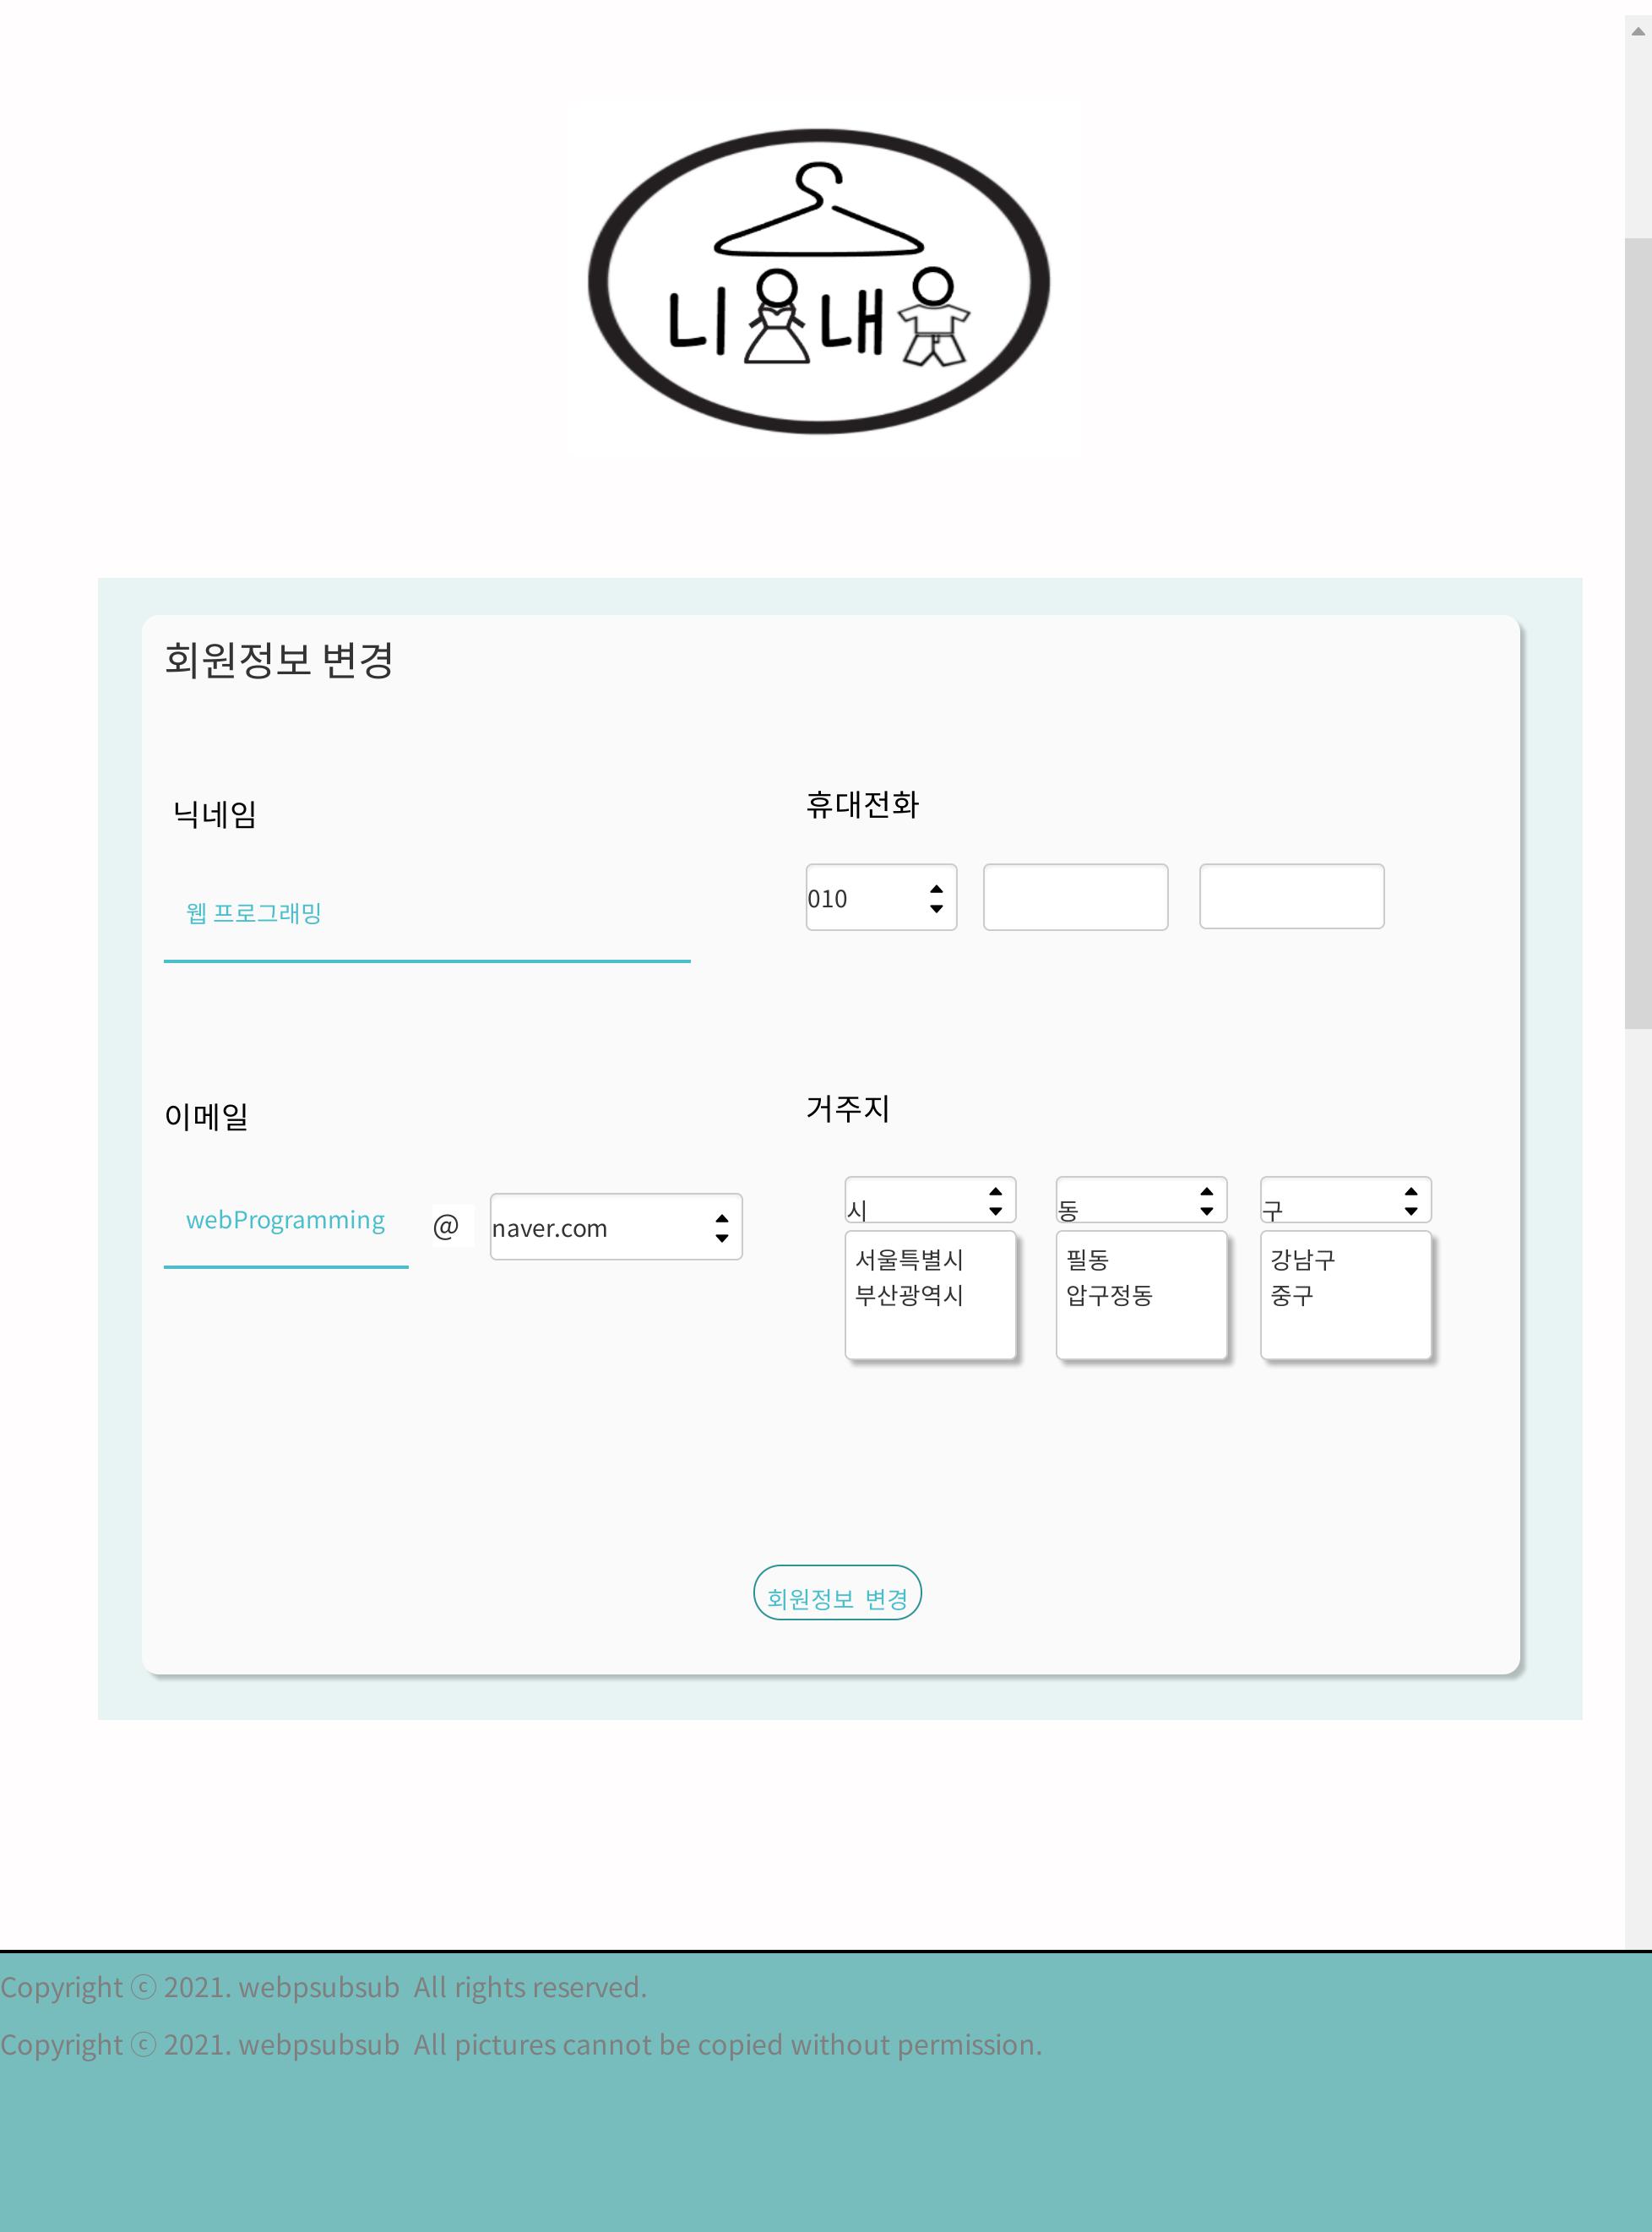 니옷내옷
회원정보 변경
닉네임
웹 프로그래밍
휴대전화
010
이메일
webProgramming @ naver.com
거주지
시 동 구
서울특별시 필동 강남구
부산광역시 압구정동 중구
회원정보 변경
Copyright ⓒ 2021. webpsubsub All rights reserved.
Copyright ⓒ 2021. webpsubsub All pictures cannot be copied without permission.